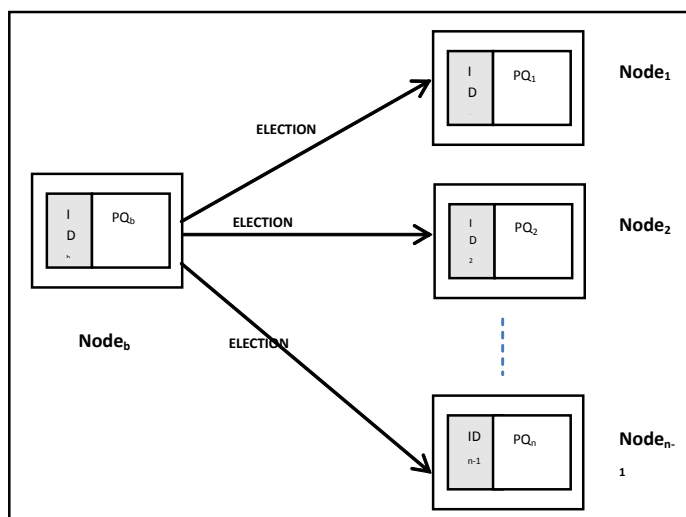 I
D
PQ₁
Node₁
ELECTION
I
D
b
PQb
ELECTION
I
D
2
PQ₂
Node₂
Nodeb
ELECTION
ID
n-1
PQn
Noden-
1